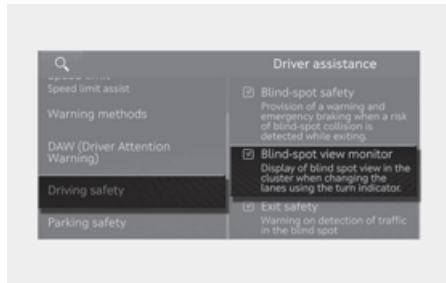 Driver assistance
Speed limit
Speed limit assist
Warning methods
DAW (Driver Attention
Warning)
Driving safety
Parking safety
Blind-spot safety
Provision of a warning and
emergency braking when a risk
of blind-spot collision is
detected while exiting.
Blind-spot view monitor
Display of blind spot view in the
cluster when changing the
lanes using the turn indicator.
Exit safety
Warning on detection of traffic
in the blind spot